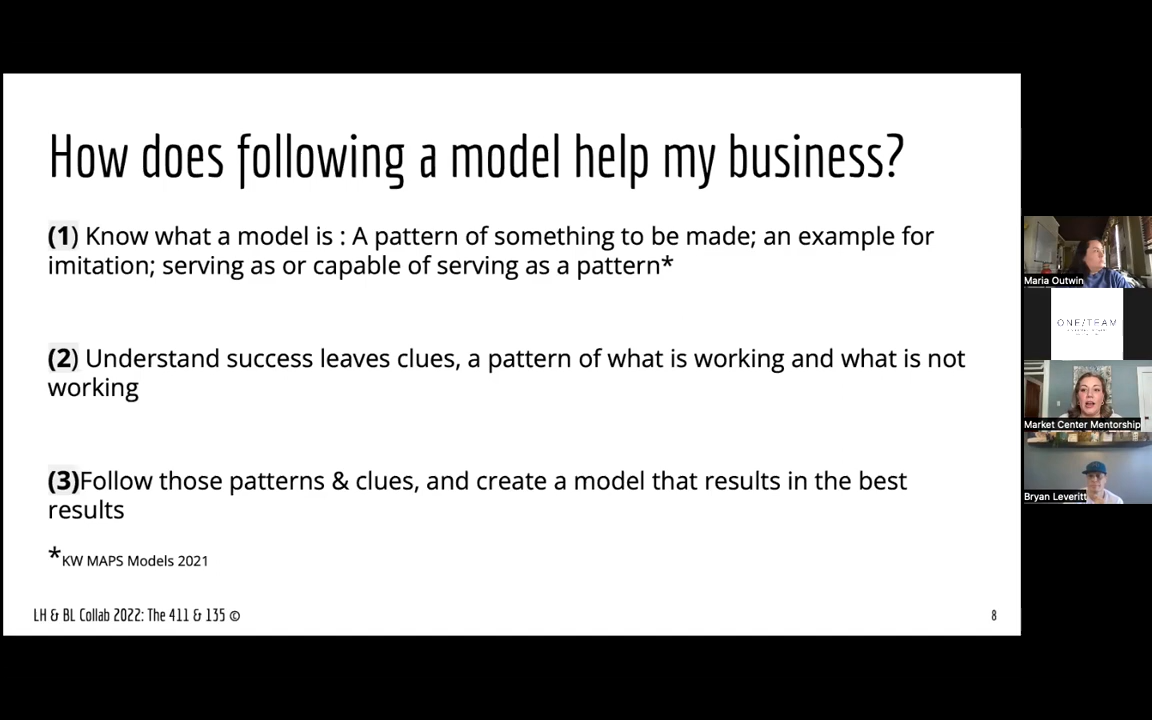 How does following a model help my business?
(1) Know what a model is : A pattern of something to be made; an example for
imitation; serving as or capable of serving as a pattern*
(2) Understand success leaves clues, a pattern of what is working and what is not
working
(3)Follow those patterns & clues, and create a model that results in the best
results
*KW MAPS Models 2021
LH & BL Collab 2022: The 411 & 135 ©
8
Maria Outwin
ONE/TEAM
Market Center Mentorship
Bryan Leveritt